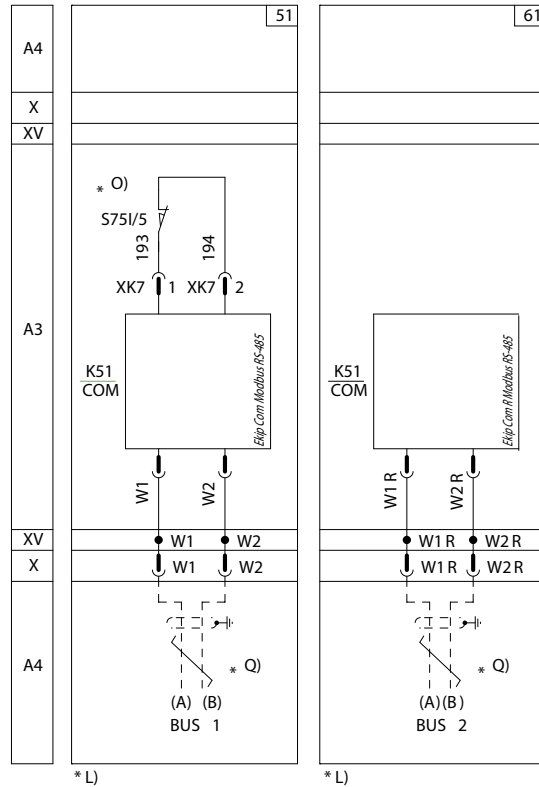 A4
X
XV
A3
XV
X
A4
51
* O)
S75I/5
193
194
XK7 1
XK7 2
K51
COM
Ekip Com Modbus RS-485
W1
W2
W1
W2
W1
W2
* Q)
(A) (B)
BUS 1
* L)
61
K51
COM
Ekip Com R Modbus RS-485
W1 R
W2 R
W1 R
W2 R
W1 R
W2 R
* Q)
(A) (B)
BUS 2
* L)